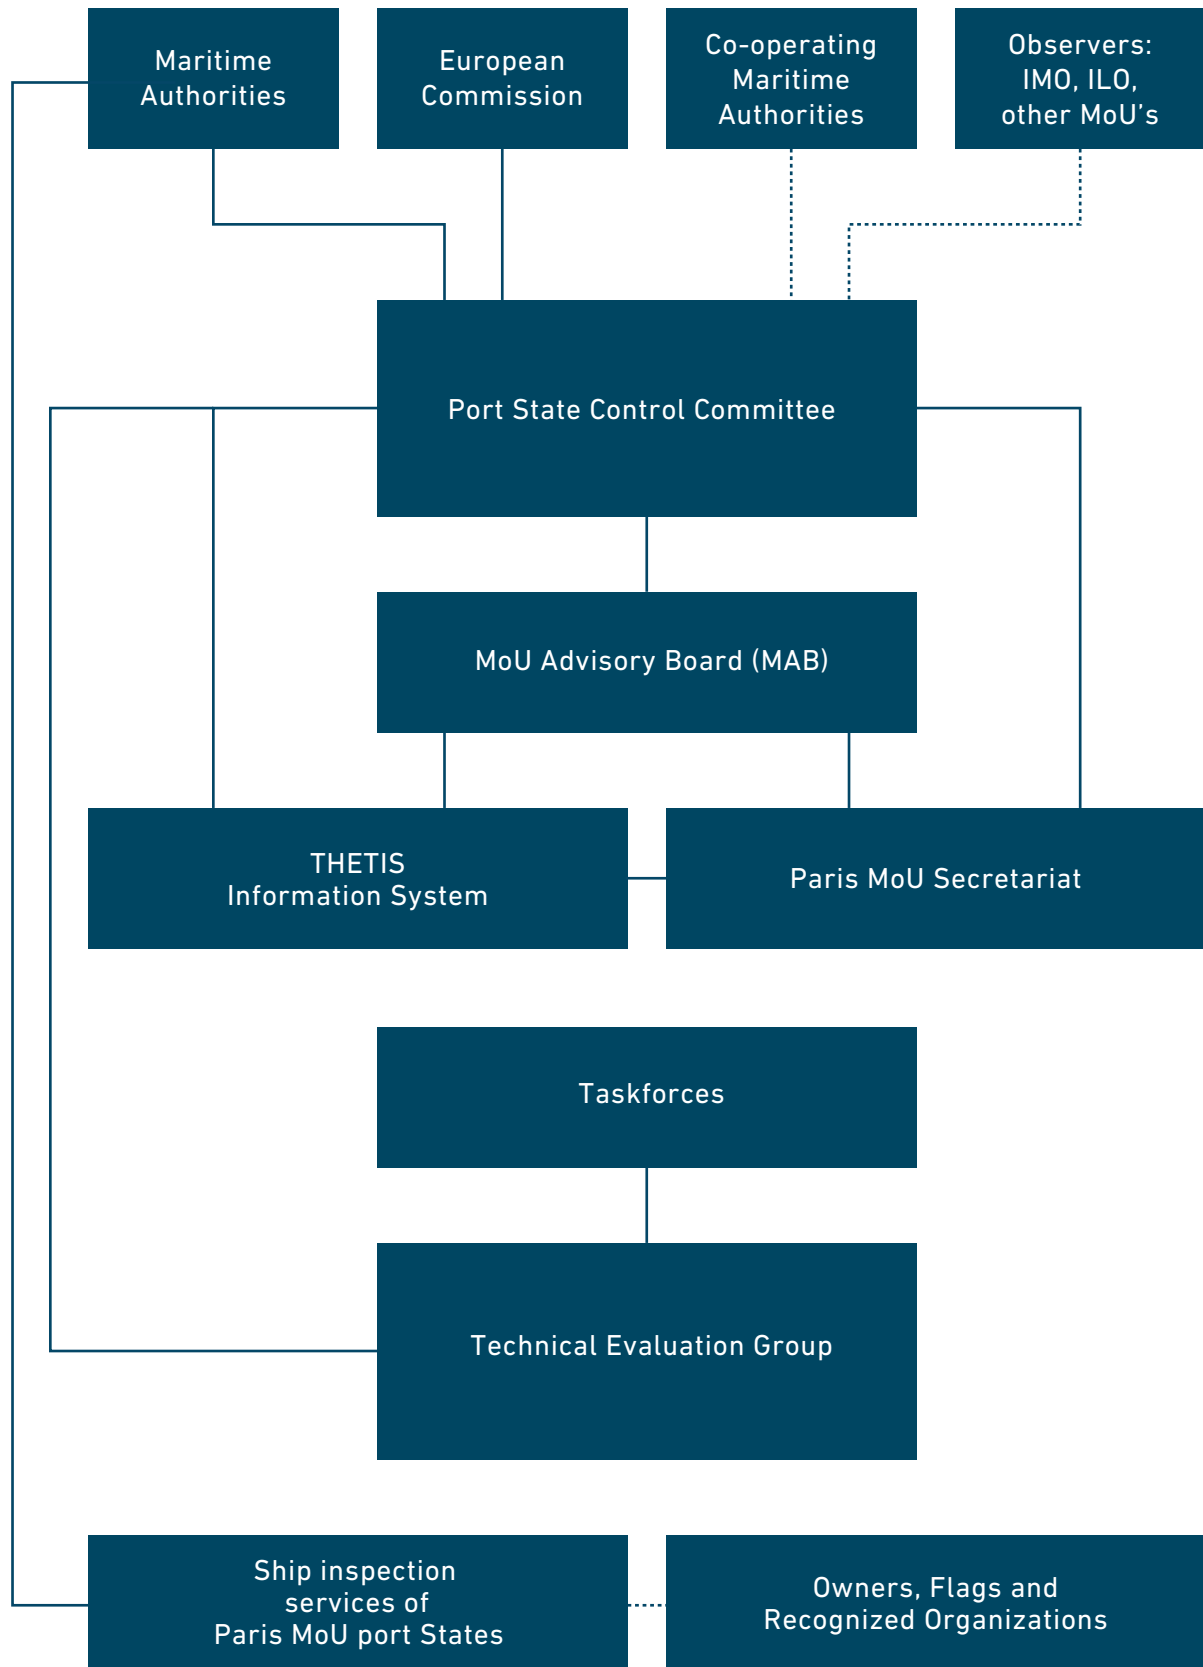 Maritime
Authorities
European
Commission
Co-operating
Maritime
Authorities
Observers:
IMO, ILO,
other MoU's
Port State Control Committee
MoU Advisory Board (MAB)
THETIS
Information System
Paris MoU Secretariat
Taskforces
Technical Evaluation Group
Ship inspection
services of
Paris MoU port States
Owners, Flags and
Recognized Organizations